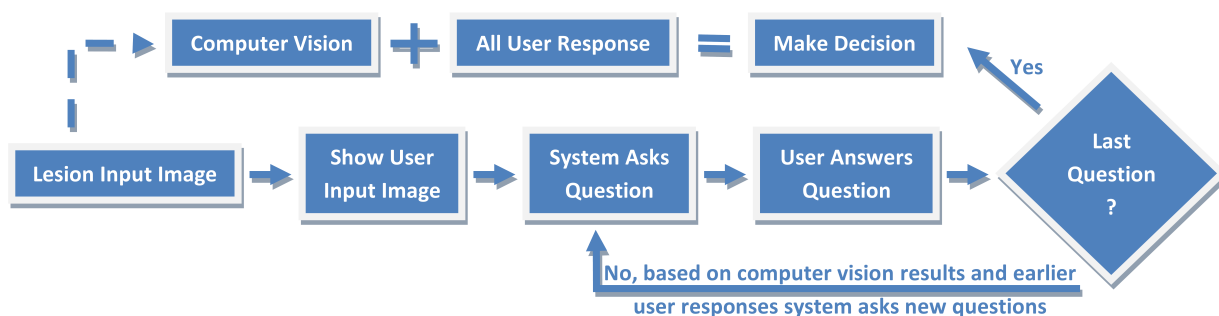 Computer Vision
All User Response
Make Decision
Yes
Lesion Input Image
Show User
Input Image
System Asks
Question
User Answers
Question
Last
Question
?
No, based on computer vision results and earlier
user responses system asks new questions